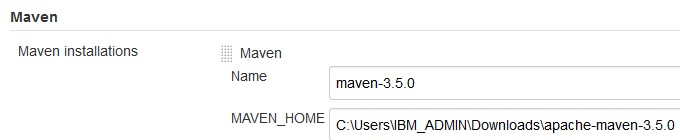 Maven
Maven installations
Maven
Name
maven-3.5.0
MAVEN_HOME
C:\Users\IBM_ADMIN\Downloads\apache-maven-3.5.0